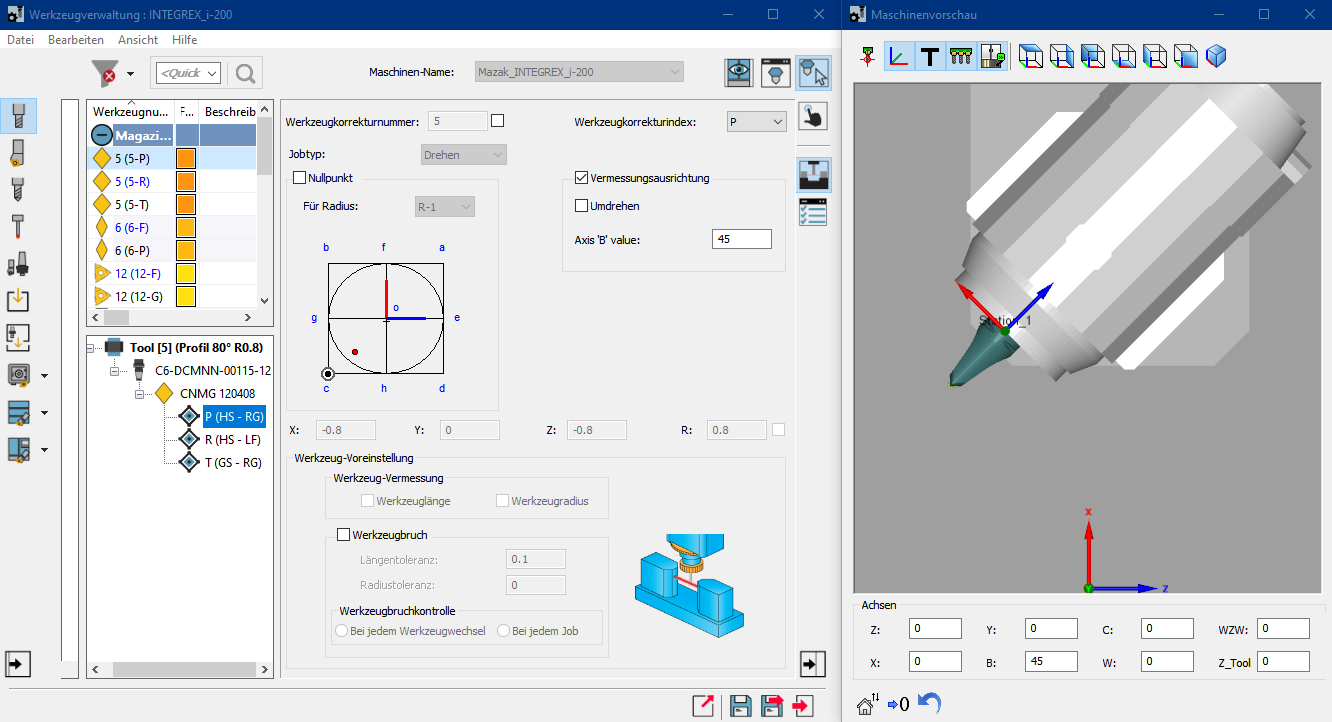 Werkzeugverwaltung : INTEGREX_i-200
Datei Bearbeiten Ansicht Hilfe
<Quick
Maschinen-Name: Mazak_INTEGREX_i-200
Werkzeugnu... F... Beschreib
Magazi...
5 (5-P)
5 (5-R)
5 (5-T)
6 (6-F)
6 (6-P)
12 (12-F)
12 (12-G)
Tool [5] (Profil 80° R0.8)
C6-DCMNN-00115-12
CNMG 120408
P (HS - RG)
R (HS - LF)
T (GS - RG)
Werkzeugkorrekturnummer: 5
Werkzeugkorrekturindex: P
Jobtyp: Drehen
Nullpunkt
Für Radius: R-1
b f a
g o e
c h d
Vermessungsausrichtung
Umdrehen
Axis 'B' value: 45
X: -0.8 Y: 0 Z: -0.8 R: 0.8
Werkzeug-Voreinstellung
Werkzeug-Vermessung
Werkzeuglänge Werkzeugradius
Werkzeugbruch
Längentoleranz: 0.1
Radiustoleranz: 0
Werkzeugbruchkontrolle
Bei jedem Werkzeugwechsel Bei jedem Job
Maschinenvorschau
Station_1
X
Y
Z
Achsen
Z: 0 Y: 0 C: 0 WZW: 0
X: 0 B: 45 W: 0 Z_Tool 0
0